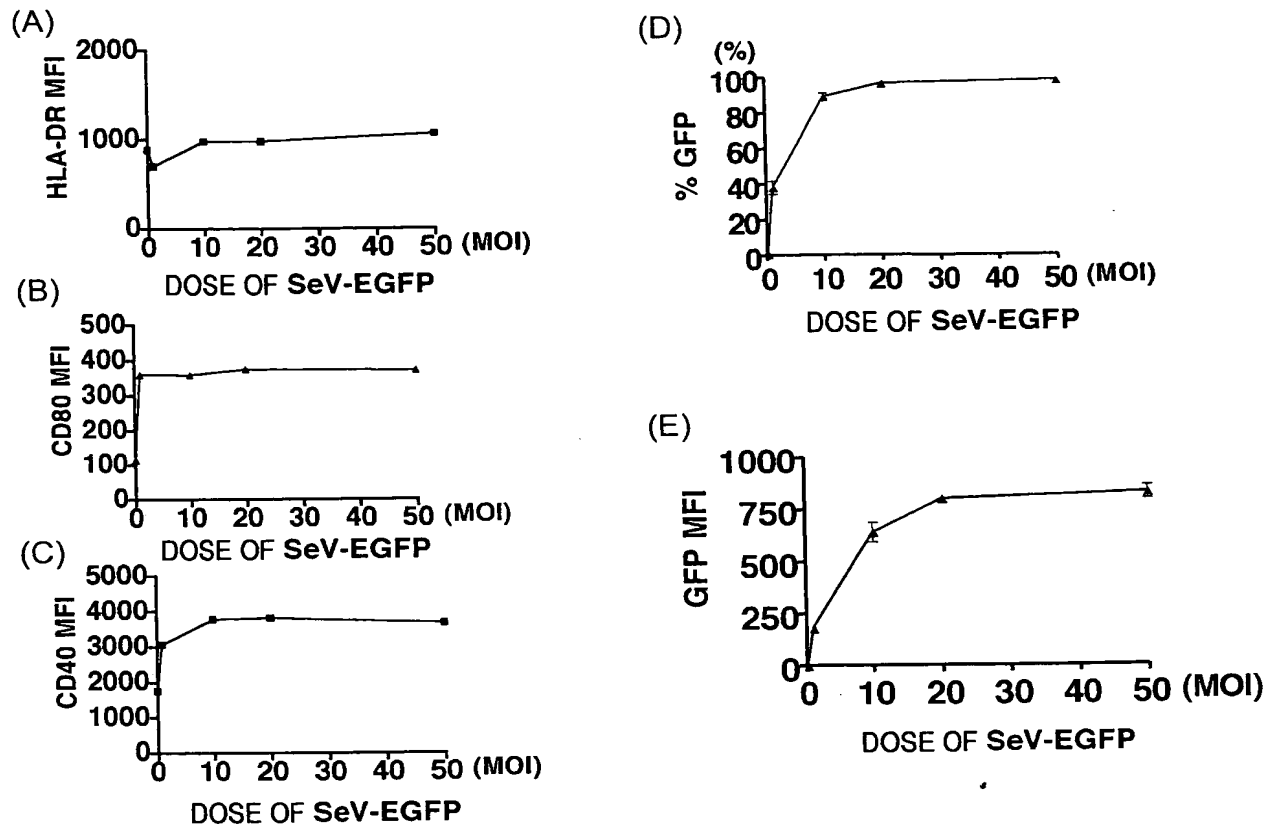 (A)
HLA-DR MFI
2000
1000
0
0 10 20 30 40 50 (MOI)
DOSE OF SeV-EGFP
(B)
CD80 MFI
500
400
300
200
100
0
0 10 20 30 40 50 (MOI)
DOSE OF SeV-EGFP
(C)
CD40 MFI
5000
4000
3000
2000
1000
0
0 10 20 30 40 50 (MOI)
DOSE OF SeV-EGFP
(D)
(%)
% GFP
100
80
60
40
20
0
0 10 20 30 40 50 (MOI)
DOSE OF SeV-EGFP
(E)
GFP MFI
1000
750
500
250
0
0 10 20 30 40 50 (MOI)
DOSE OF SeV-EGFP